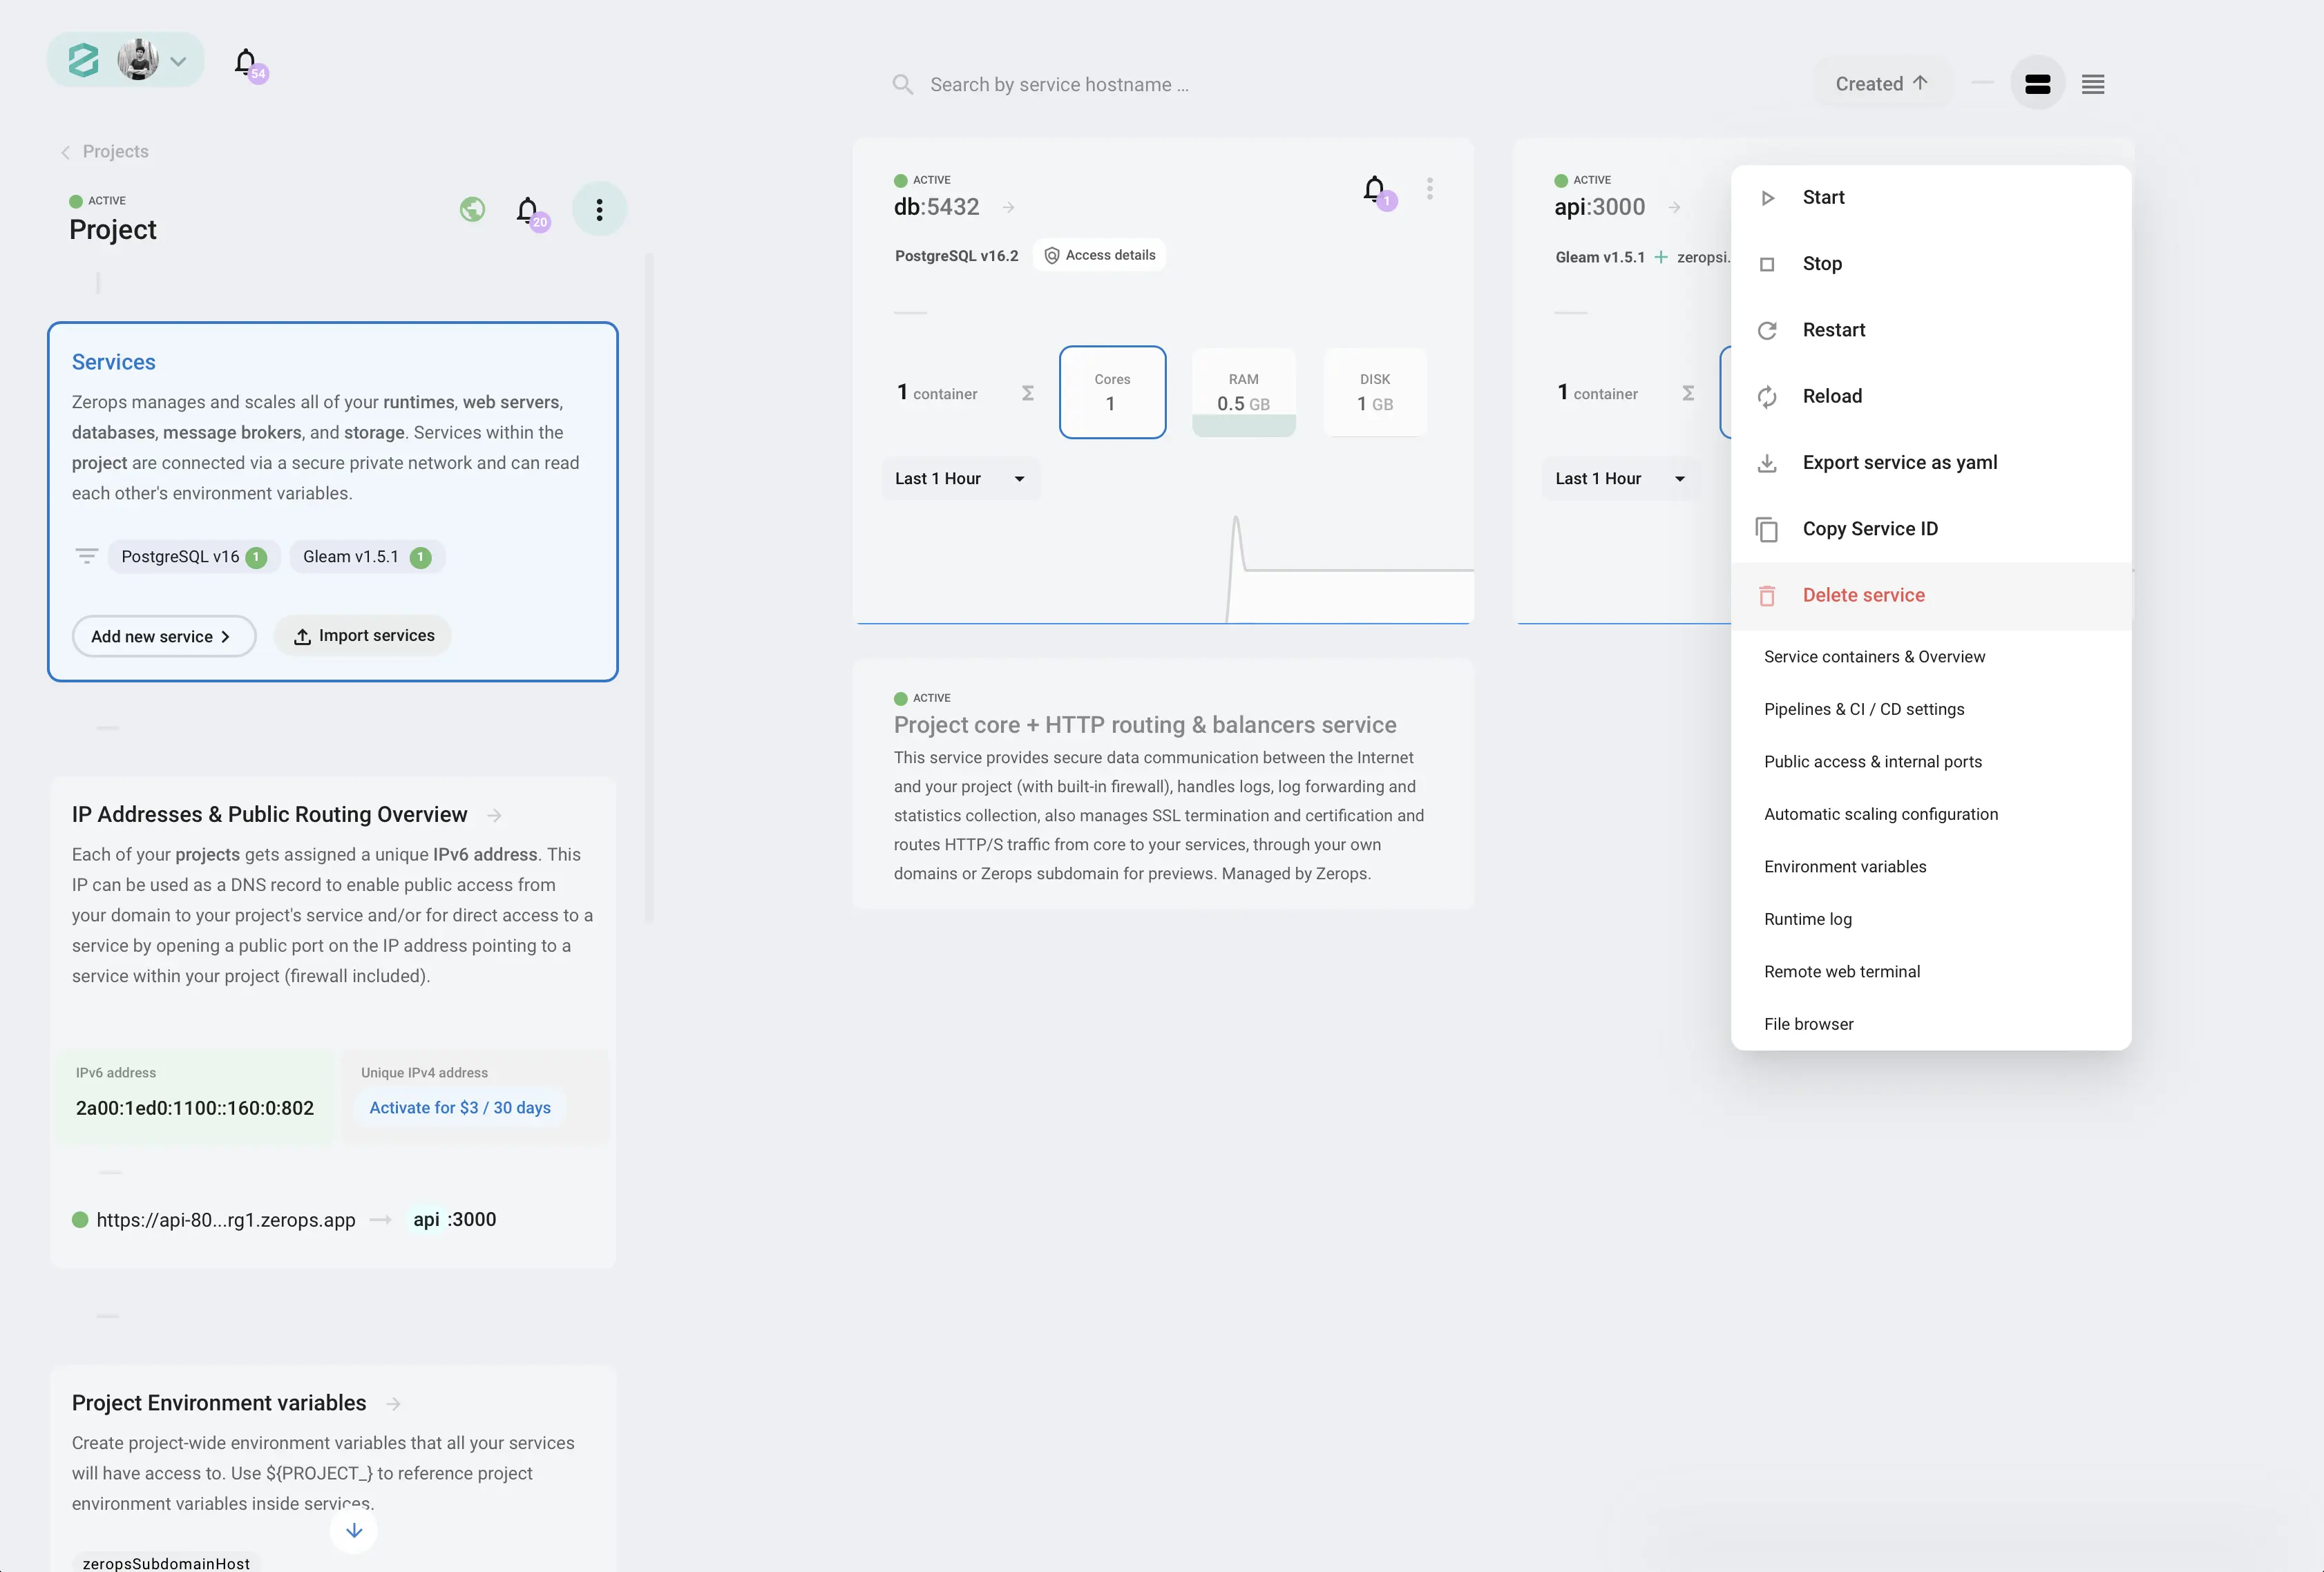 54
Projects
ACTIVE
Project
20
Services
Zerops manages and scales all of your runtimes, web servers,
databases, message brokers, and storage. Services within the
project are connected via a secure private network and can read
each other's environment variables.
PostgreSQL v16 1
Gleam v1.5.1 1
Add new service
Import services
IP Addresses & Public Routing Overview
Each of your projects gets assigned a unique IPv6 address. This
IP can be used as a DNS record to enable public access from
your domain to your project's service and/or for direct access to a
service by opening a public port on the IP address pointing to a
service within your project (firewall included).
IPv6 address
2a00:1ed0:1100::160:0:802
Unique IPv4 address
Activate for $3 / 30 days
https://api-80...rg1.zerops.app
api :3000
Project Environment variables
Create project-wide environment variables that all your services
will have access to. Use ${PROJECT_} to reference project
environment variables inside services.
zeropsSubdomainHost
Search by service hostname ...
Created
ACTIVE
db:5432
1
PostgreSQL v16.2
Access details
1 container
Σ
Cores
1
RAM
0.5 GB
DISK
1 GB
Last 1 Hour
ACTIVE
Project core + HTTP routing & balancers service
This service provides secure data communication between the Internet
and your project (with built-in firewall), handles logs, log forwarding and
statistics collection, also manages SSL termination and certification and
routes HTTP/S traffic from core to your services, through your own
domains or Zerops subdomain for previews. Managed by Zerops.
ACTIVE
api:3000
Gleam v1.5.1 + zeropsi.
1 container
Σ
Last 1 Hour
Start
Stop
Restart
Reload
Export service as yaml
Copy Service ID
Delete service
Service containers & Overview
Pipelines & CI / CD settings
Public access & internal ports
Automatic scaling configuration
Environment variables
Runtime log
Remote web terminal
File browser